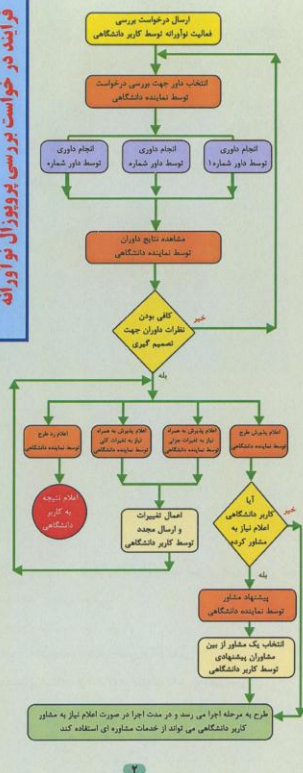 فرایند درخواست بررسی پروپوزال نوآورانه
ارسال درخواست بررسی
فعالیت نوآورانه توسط کاربر دانشگاهی
انتخاب داور جهت بررسی درخواست
توسط نماینده دانشگاهی
انجام داوری
توسط داور شماره۱
انجام داوری
توسط داور شماره
انجام داوری
توسط داور شماره
مشاهده نتایج داوران
توسط نماینده دانشگاهی
کافی بودن
نظرات داوران جهت
تصمیم گیری
خیر
بله
اعلام پذیرش طرح
توسط نماینده دانشگاهی
اعلام پذیرش به همراه
نیاز به تغییرات جزئی
توسط نماینده دانشگاهی
اعلام پذیرش به همراه
نیاز به تغییرات کلی
توسط نماینده دانشگاهی
اعلام رد طرح
توسط نماینده دانشگاهی
آیا
کاربر دانشگاهی
اعلام نیاز به
مشاور کرده
خیر
بله
اعمال تغییرات
و ارسال مجدد
توسط کاربر دانشگاهی
اعلام نتیجه
به کاربر
دانشگاهی
پیشنهاد مشاور
توسط نماینده دانشگاهی
انتخاب یک مشاور از بین
مشاوران پیشنهادی
توسط کاربر دانشگاهی
طرح به مرحله اجرا می رسد و در مدت اجرا در صورت اعلام نیاز به مشاور
کاربر دانشگاهی می تواند از خدمات مشاوره ای استفاده کند
۲